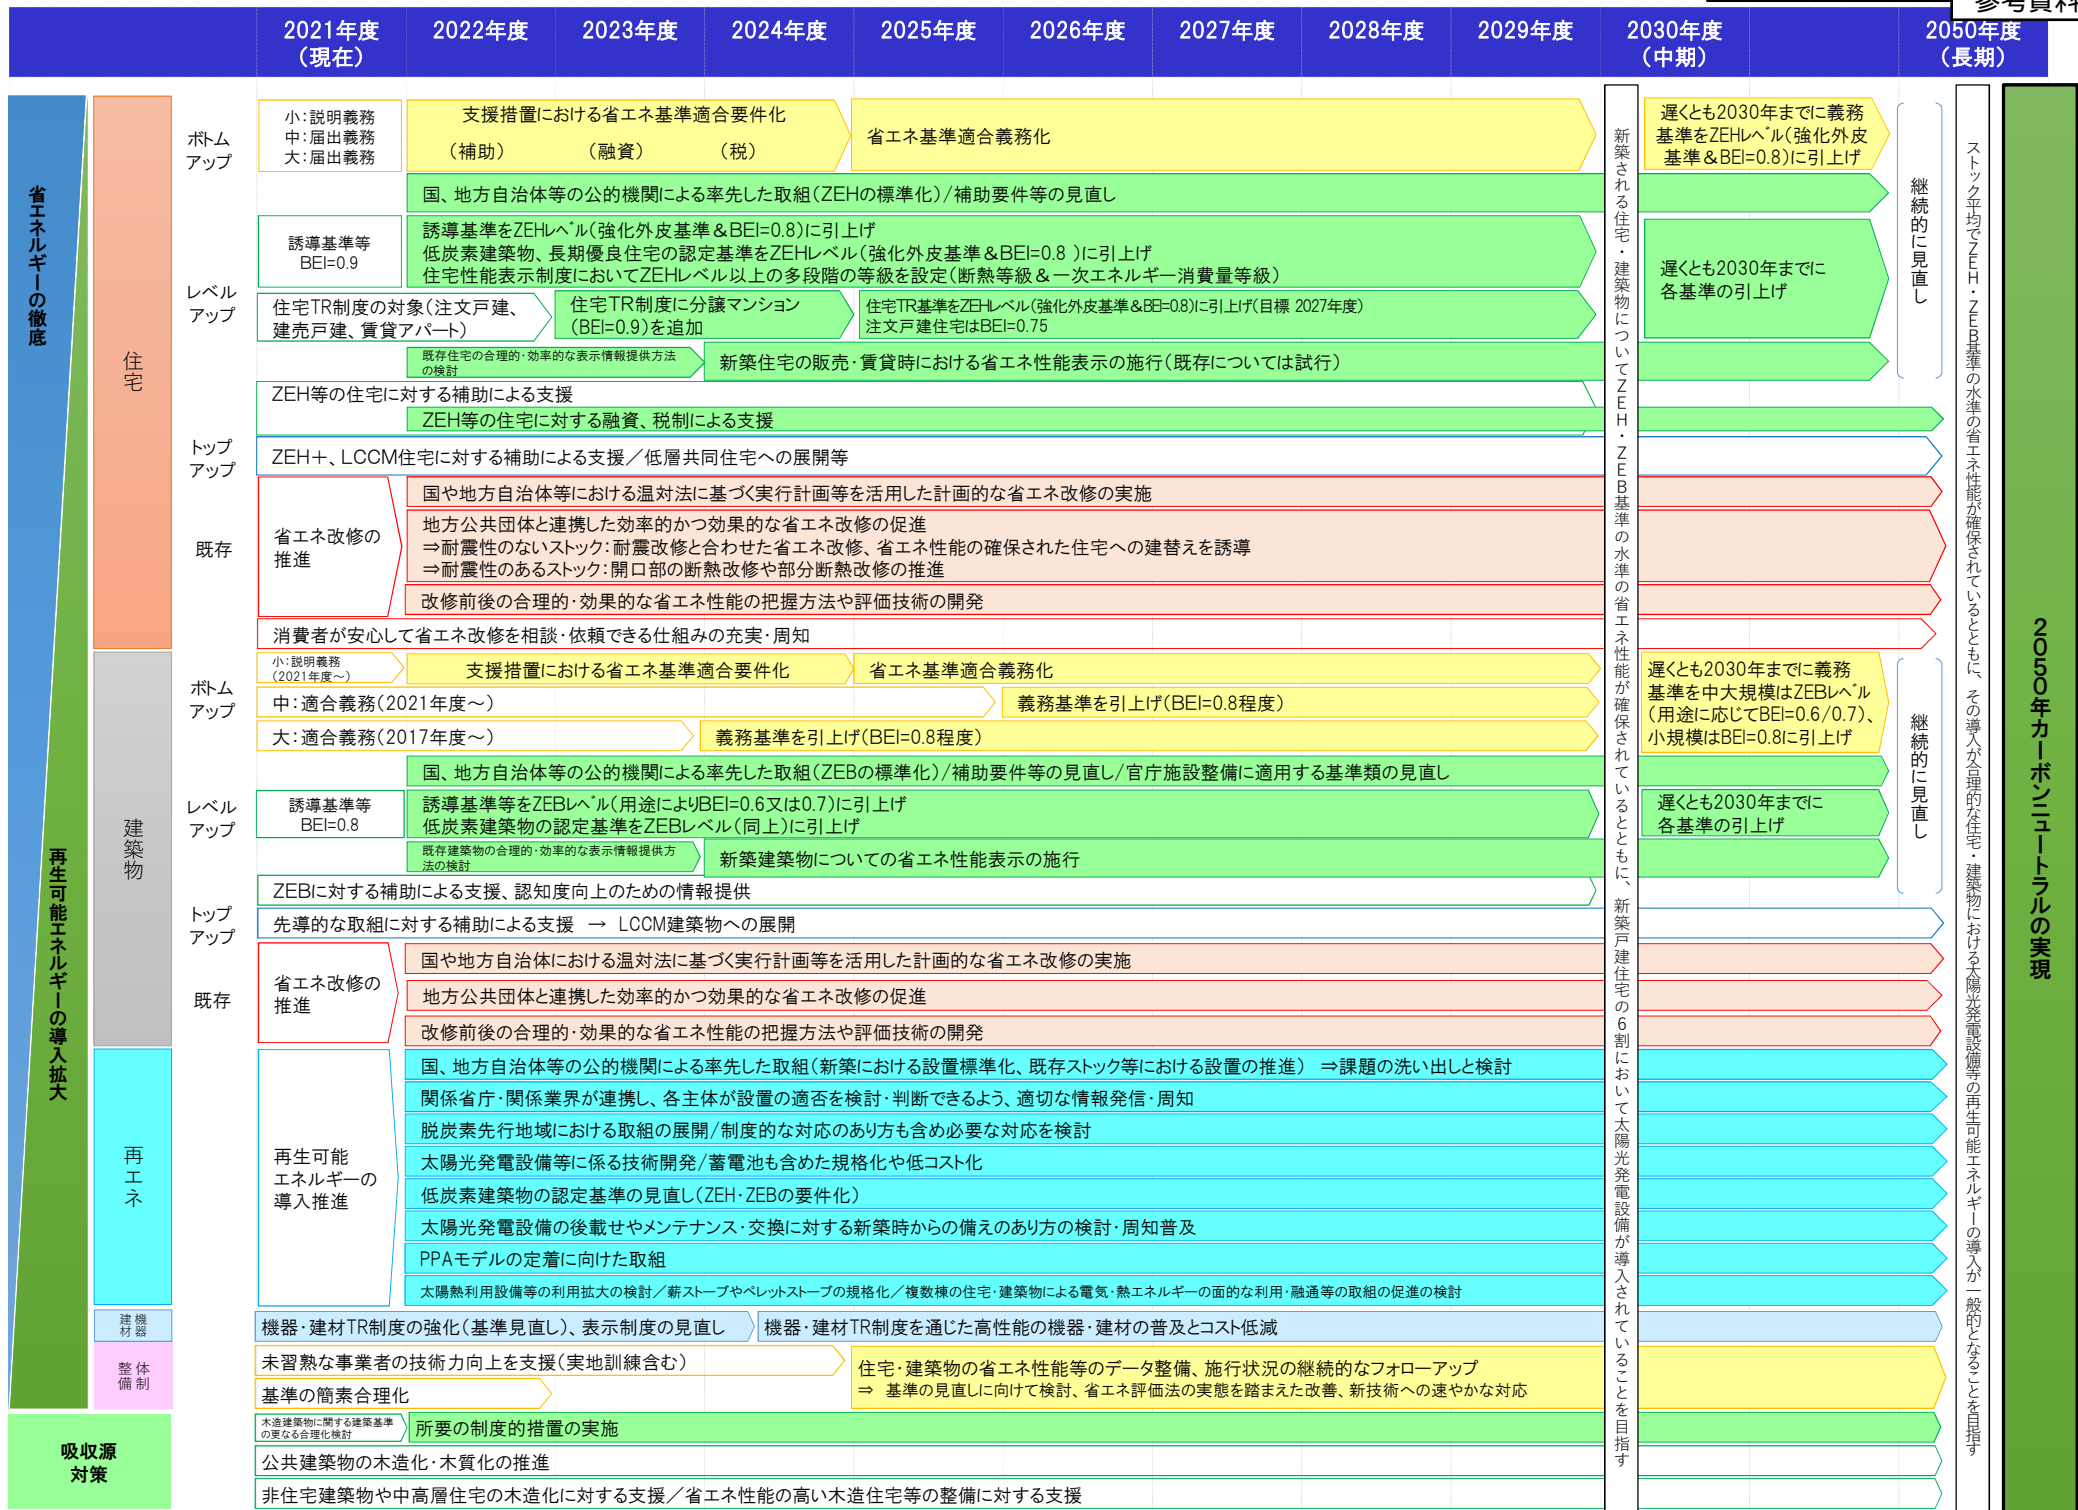 参考資料
2021年度
（現在）
2022年度
2023年度
2024年度
2025年度
2026年度
2027年度
2028年度
2029年度
2030年度
（中期）
2050年度
（長期）
省エネルギーの徹底
再生可能エネルギーの導入拡大
住宅
ボトム
アップ
小：説明義務
中：届出義務
大：届出義務
支援措置における省エネ基準適合要件化
（補助）　（融資）　（税）
省エネ基準適合義務化
遅くとも2030年までに義務
基準をZEHレベル（強化外皮
基準＆BEI=0.8）に引上げ
国、地方自治体等の公的機関による率先した取組（ZEHの標準化）/補助要件等の見直し
レベル
アップ
誘導基準等
BEI=0.9
誘導基準をZEHレベル（強化外皮基準＆BEI=0.8）に引上げ
低炭素建築物、長期優良住宅の認定基準をZEHレベル（強化外皮基準＆BEI=0.8 ）に引上げ
住宅性能表示制度においてZEHレベル以上の多段階の等級を設定（断熱等級＆一次エネルギー消費量等級）
遅くとも2030年までに
各基準の引上げ
住宅TR制度の対象（注文戸建、
建売戸建、賃貸アパート）
住宅TR制度に分譲マンション
（BEI=0.9）を追加
住宅TR基準をZEHレベル（強化外皮基準＆BEI=0.8）に引上げ（目標 2027年度）
注文戸建住宅はBEI=0.75
既存住宅の合理的・効率的な表示情報提供方法
の検討
新築住宅の販売・賃貸時における省エネ性能表示の施行（既存については試行）
継続的に見直し
トップ
アップ
ZEH等の住宅に対する補助による支援
ZEH等の住宅に対する融資、税制による支援
ZEH＋、LCCM住宅に対する補助による支援／低層共同住宅への展開等
既存
省エネ改修の
推進
国や地方自治体等における温対法に基づく実行計画等を活用した計画的な省エネ改修の実施
地方公共団体と連携した効率的かつ効果的な省エネ改修の促進
⇒耐震性のないストック：耐震改修と合わせた省エネ改修、省エネ性能の確保された住宅への建替えを誘導
⇒耐震性のあるストック：開口部の断熱改修や部分断熱改修の推進
改修前後の合理的・効果的な省エネ性能の把握方法や評価技術の開発
消費者が安心して省エネ改修を相談・依頼できる仕組みの充実・周知
建築物
ボトム
アップ
小：説明義務
（2021年度～）
支援措置における省エネ基準適合要件化
省エネ基準適合義務化
中：適合義務（2021年度～）
義務基準を引上げ（BEI=0.8程度）
大：適合義務（2017年度～）
義務基準を引上げ（BEI=0.8程度）
遅くとも2030年までに義務
基準を中大規模はZEBレベル
（用途に応じてBEI=0.6/0.7）、
小規模はBEI=0.8に引上げ
国、地方自治体等の公的機関による率先した取組（ZEBの標準化）/補助要件等の見直し/官庁施設整備に適用する基準類の見直し
レベル
アップ
誘導基準等
BEI=0.8
誘導基準等をZEBレベル（用途によりBEI=0.6又は0.7）に引上げ
低炭素建築物の認定基準をZEBレベル（同上）に引上げ
遅くとも2030年までに
各基準の引上げ
既存建築物の合理的・効率的な表示情報提供方
法の検討
新築建築物についての省エネ性能表示の施行
継続的に見直し
トップ
アップ
ZEBに対する補助による支援、認知度向上のための情報提供
先導的な取組に対する補助による支援 → LCCM建築物への展開
既存
省エネ改修の
推進
国や地方自治体における温対法に基づく実行計画等を活用した計画的な省エネ改修の実施
地方公共団体と連携した効率的かつ効果的な省エネ改修の促進
改修前後の合理的・効果的な省エネ性能の把握方法や評価技術の開発
再エネ
再生可能
エネルギーの
導入推進
国、地方自治体等の公的機関による率先した取組（新築における設置標準化、既存ストック等における設置の推進） ⇒課題の洗い出しと検討
関係省庁・関係業界が連携し、各主体が設置の適否を検討・判断できるよう、適切な情報発信・周知
脱炭素先行地域における取組の展開/制度的な対応のあり方も含め必要な対応を検討
太陽光発電設備等に係る技術開発/蓄電池も含めた規格化や低コスト化
低炭素建築物の認定基準の見直し（ZEH・ZEBの要件化）
太陽光発電設備の後載せやメンテナンス・交換に対する新築時からの備えのあり方の検討・周知普及
PPAモデルの定着に向けた取組
太陽熱利用設備等の利用拡大の検討／薪ストーブやペレットストーブの規格化／複数棟の住宅・建築物による電気・熱エネルギーの面的な利用・融通等の取組の促進の検討
機器
建材
機器・建材TR制度の強化（基準見直し）、表示制度の見直し
機器・建材TR制度を通じた高性能の機器・建材の普及とコスト低減
体制
整備
未習熟な事業者の技術力向上を支援（実地訓練含む）
基準の簡素合理化
住宅・建築物の省エネ性能等のデータ整備、施行状況の継続的なフォローアップ
⇒ 基準の見直しに向けて検討、省エネ評価法の実態を踏まえた改善、新技術への速やかな対応
吸収源
対策
木造建築物に関する建築基準
の更なる合理化検討
所要の制度的措置の実施
公共建築物の木造化・木質化の推進
非住宅建築物や中高層住宅の木造化に対する支援／省エネ性能の高い木造住宅等の整備に対する支援
新築される住宅・建築物についてZEH・ZEB基準の水準の省エネ性能が確保されているとともに、新築戸建住宅の6割において太陽光発電設備が導入されていることを目指す
ストック平均でZEH・ZEB基準の水準の省エネ性能が確保されているとともに、その導入が合理的な住宅・建築物における太陽光発電設備等の再生可能エネルギーの導入が一般的となることを目指す
2050年カーボンニュートラルの実現